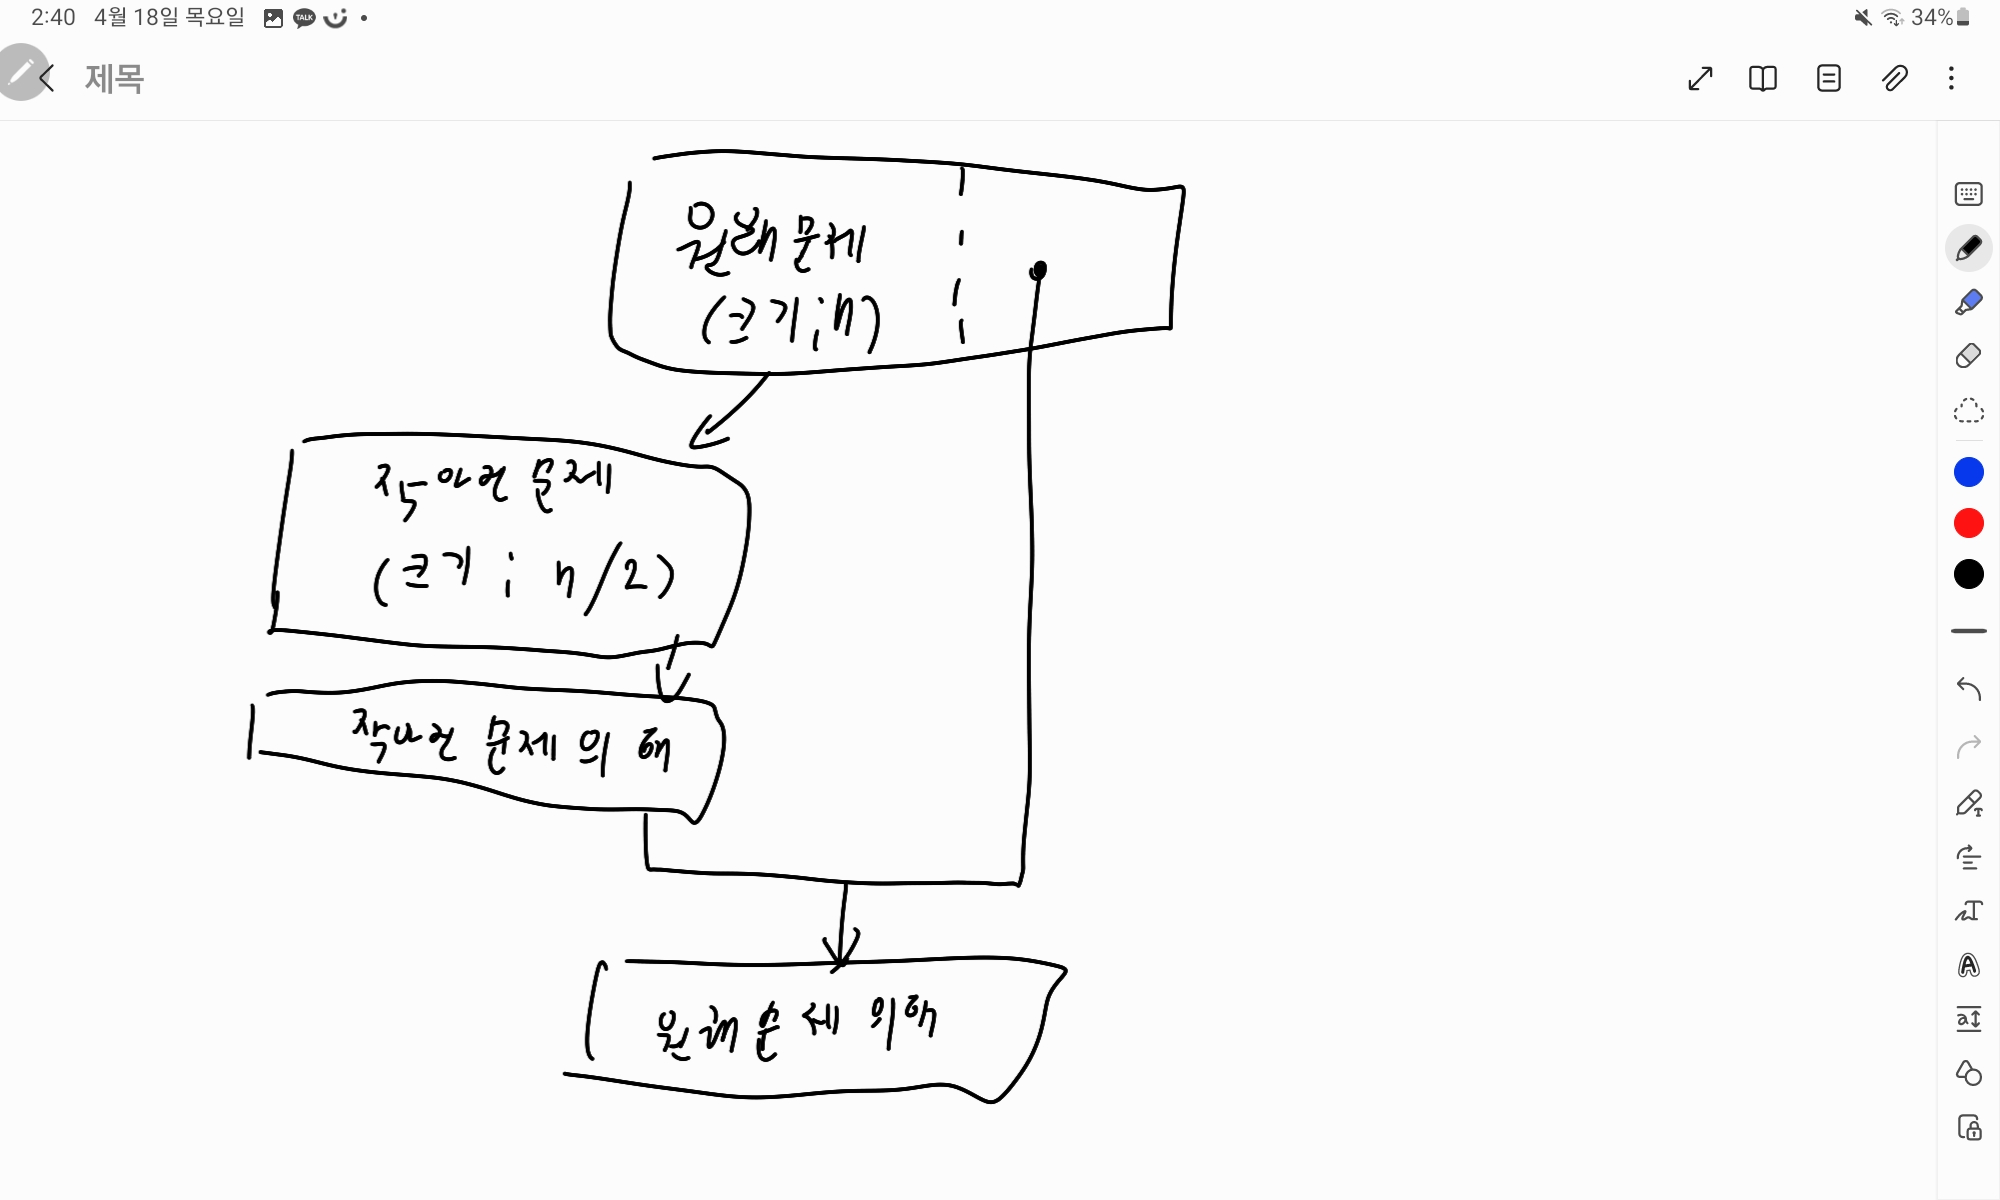 2:40 4월 18일 목요일 TALK 34%
제목
원래 문제
(크기 ; n)
작아진 문제
(크기 ; n/2)
작아진 문제의 해
원래 문제의 해